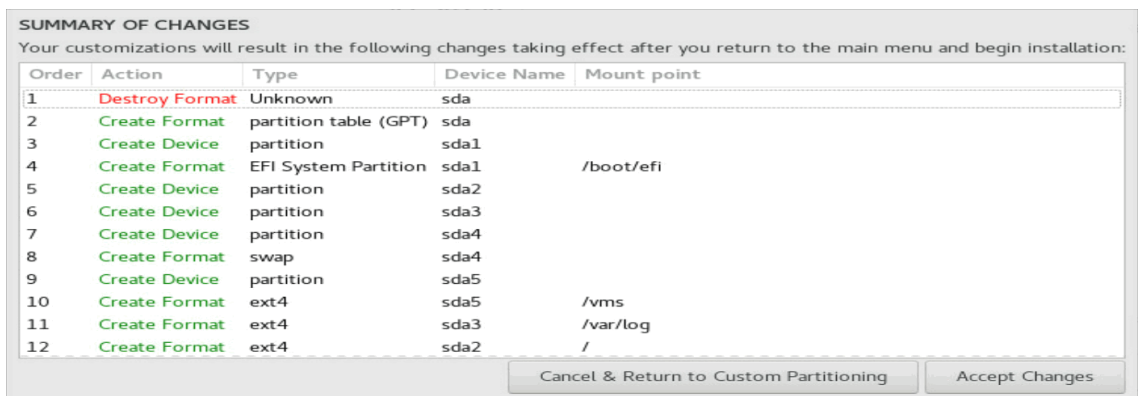 SUMMARY OF CHANGES
Your customizations will result in the following changes taking effect after you return to the main menu and begin installation:
Order Action Type Device Name Mount point
1 Destroy Format Unknown sda
2 Create Format partition table (GPT) sda
3 Create Device partition sda1
4 Create Format EFI System Partition sda1 /boot/efi
5 Create Device partition sda2
6 Create Device partition sda3
7 Create Device partition sda4
8 Create Format swap sda4
9 Create Device partition sda5
10 Create Format ext4 sda5 /vms
11 Create Format ext4 sda3 /var/log
12 Create Format ext4 sda2 /
Cancel & Return to Custom Partitioning Accept Changes